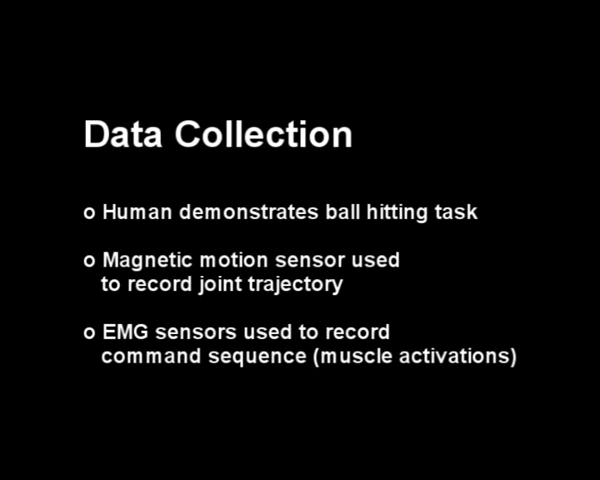 Data Collection
o Human demonstrates ball hitting task
o Magnetic motion sensor used
to record joint trajectory
o EMG sensors used to record
command sequence (muscle activations)